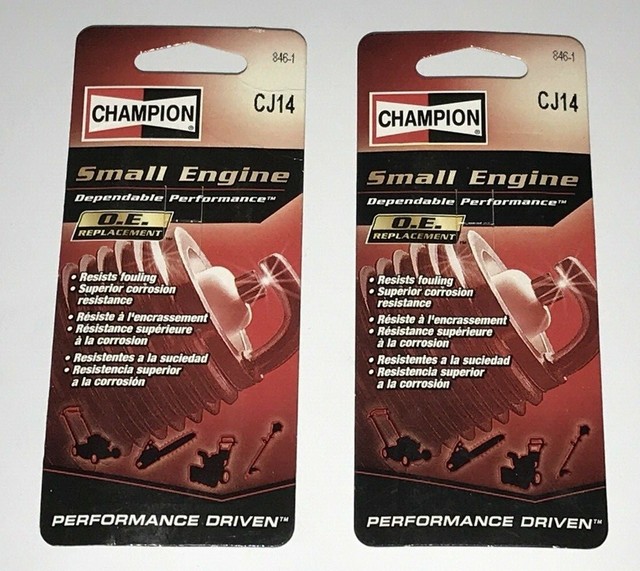 846-1
CHAMPION®
CJ14
Small Engine
Dependable Performance™
O.E.
REPLACEMENT
• Resists fouling
• Superior corrosion
resistance
• Résiste à l'encrassement
• Résistance supérieure
à la corrosion
• Resistentes a la suciedad
• Resistencia superior
a la corrosión
PERFORMANCE DRIVEN™
846-1
CHAMPION®
CJ14
Small Engine
Dependable Performance™
O.E.
REPLACEMENT
• Resists fouling
• Superior corrosion
resistance
• Résiste à l'encrassement
• Résistance supérieure
à la corrosion
• Resistentes a la suciedad
• Resistencia superior
a la corrosión
PERFORMANCE DRIVEN™